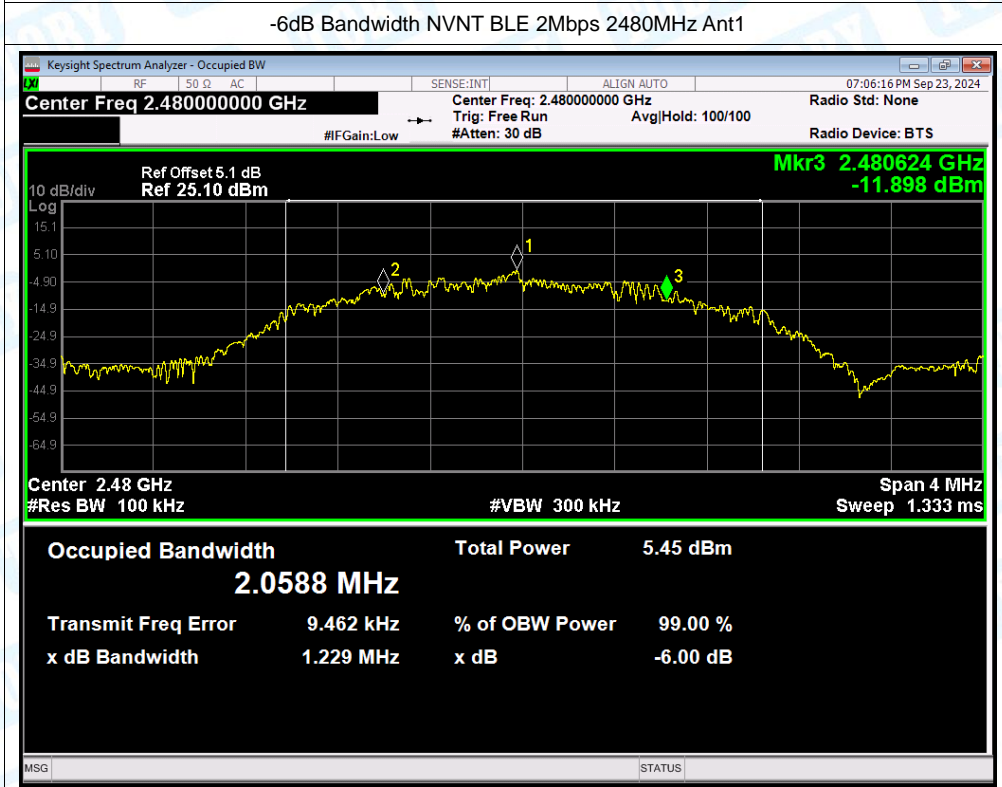 -6dB Bandwidth NVNT BLE 2Mbps 2480MHz Ant1
Keysight Spectrum Analyzer - Occupied BW
LXI RF 50 Ω AC SENSE:INT ALIGN AUTO 07:06:16 PM Sep 23, 2024
Center Freq 2.480000000 GHz Center Freq: 2.480000000 GHz Radio Std: None
Trig: Free Run Avg|Hold: 100/100
#IFGain:Low #Atten: 30 dB Radio Device: BTS
Mkr3 2.480624 GHz
Ref Offset 5.1 dB
10 dB/div Ref 25.10 dBm -11.898 dBm
Log
15.1
5.10
-4.90
-14.9
-24.9
-34.9
-44.9
-54.9
-64.9
1
2
3
Center 2.48 GHz Span 4 MHz
#Res BW 100 kHz #VBW 300 kHz Sweep 1.333 ms
Occupied Bandwidth Total Power 5.45 dBm
2.0588 MHz
Transmit Freq Error 9.462 kHz % of OBW Power 99.00 %
x dB Bandwidth 1.229 MHz x dB -6.00 dB
MSG STATUS